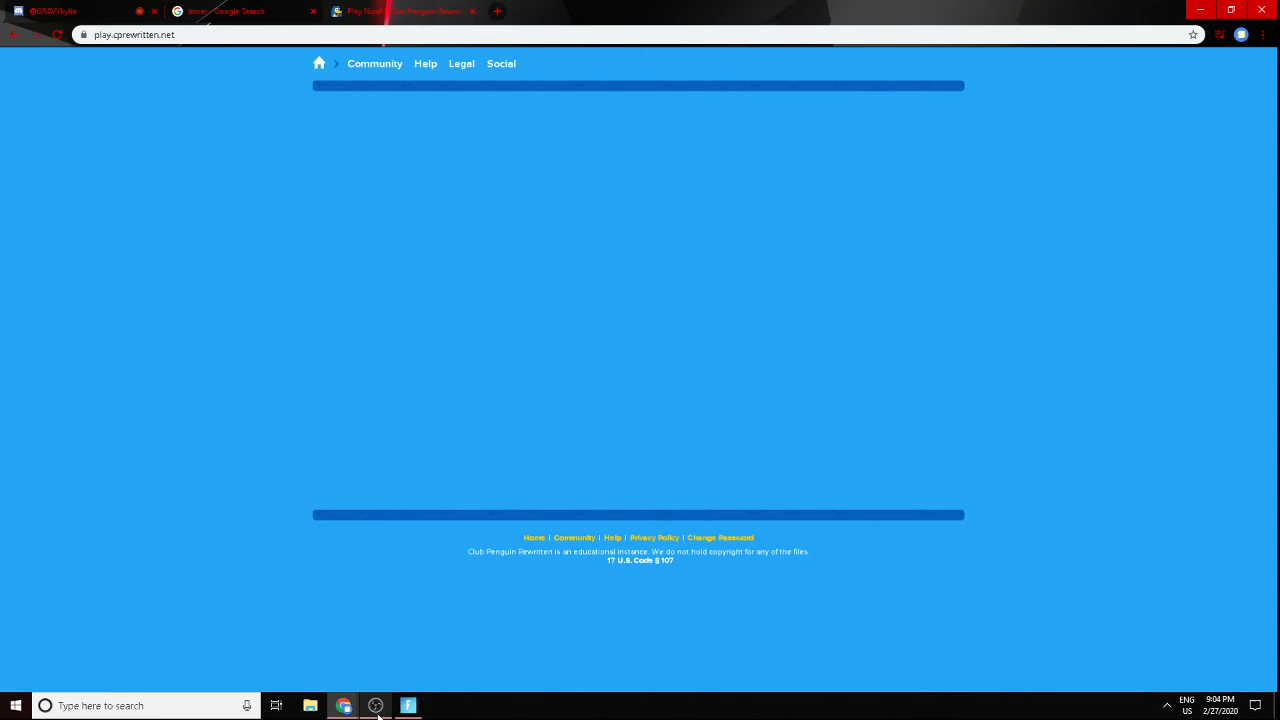 @GRAVYkylie
timer - Google Search
Play Now! | Club Penguin Rewri
play.cprewritten.net
Community Help Legal Social
Home | Community | Help | Privacy Policy | Change Password
Club Penguin Rewritten is an educational instance. We do not hold copyright for any of the files.
17 U.S. Code § 107
Type here to search
ENG
US
9:04 PM
2/27/2020